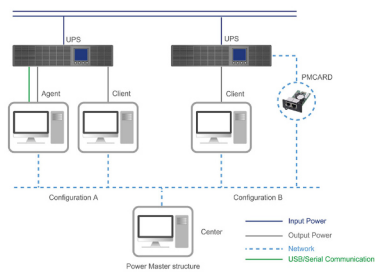 UPS
UPS
PMCARD
Agent
Client
Client
Configuration A
Configuration B
Center
Power Master structure
Input Power
Output Power
Network
USB/Serial Communication